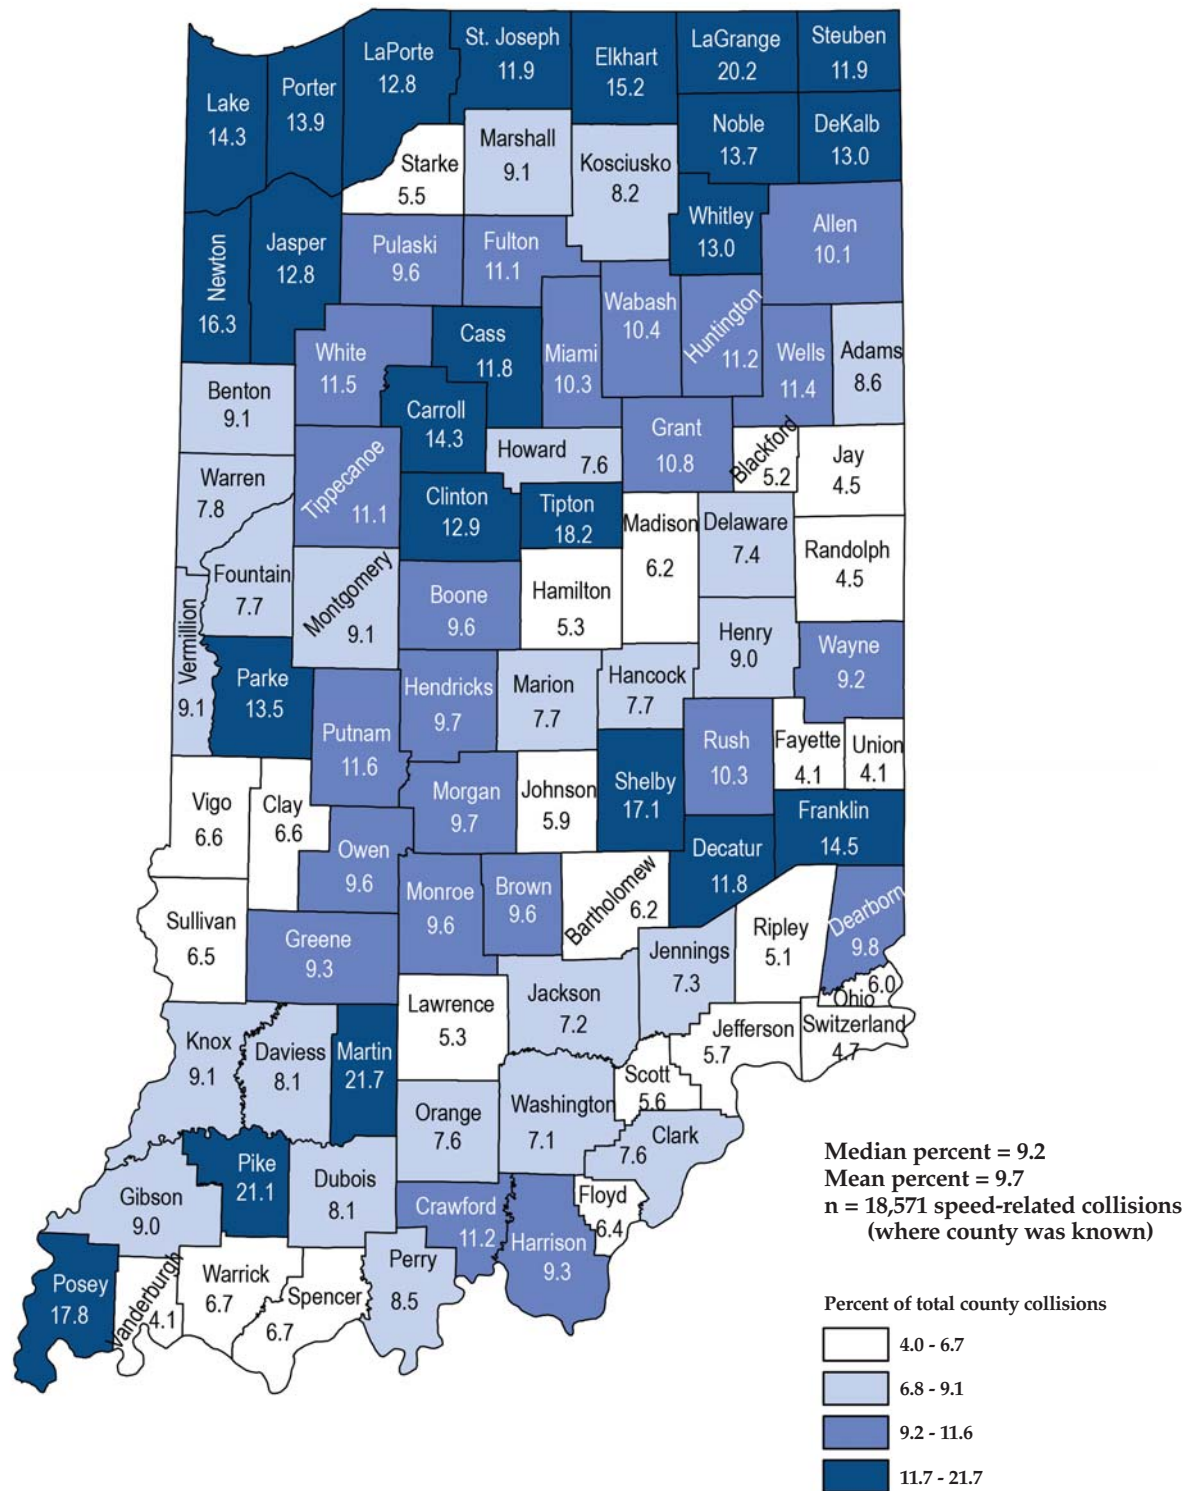 St. Joseph
11.9
LaGrange
20.2
Steuben
11.9
LaPorte
12.8
Elkhart
15.2
Porter
13.9
Lake
14.3
Noble
13.7
DeKalb
13.0
Marshall
9.1
Starke
5.5
Kosciusko
8.2
Whitley
13.0
Allen
10.1
Newton
16.3
Jasper
12.8
Pulaski
9.6
Fulton
11.1
Wabash
10.4
Huntington
11.2
White
11.5
Cass
11.8
Miami
10.3
Wells
11.4
Adams
8.6
Benton
9.1
Carroll
14.3
Howard
7.6
Grant
10.8
Blackford
5.2
Jay
4.5
Warren
7.8
Tippecanoe
11.1
Clinton
12.9
Tipton
18.2
Madison
6.2
Delaware
7.4
Randolph
4.5
Fountain
7.7
Montgomery
9.1
Boone
9.6
Hamilton
5.3
Henry
9.0
Wayne
9.2
Vermillion
9.1
Parke
13.5
Hendricks
9.7
Marion
7.7
Hancock
7.7
Putnam
11.6
Rush
10.3
Fayette
4.1
Union
4.1
Vigo
6.6
Clay
6.6
Morgan
9.7
Johnson
5.9
Shelby
17.1
Franklin
14.5
Owen
9.6
Decatur
11.8
Monroe
9.6
Brown
9.6
Bartholomew
6.2
Dearborn
9.8
Sullivan
6.5
Greene
9.3
Jennings
7.3
Ripley
5.1
6.0
Ohio
Lawrence
5.3
Jackson
7.2
Jefferson
5.7
Switzerland
4.7
Knox
9.1
Daviess
8.1
Martin
21.7
Scott
5.6
Orange
7.6
Washington
7.1
Clark
7.6
Pike
21.1
Dubois
8.1
Gibson
9.0
Crawford
11.2
Floyd
6.4
Harrison
9.3
Posey
17.8
Vanderburgh
4.1
Warrick
6.7
Spencer
6.7
Perry
8.5
Median percent = 9.2
Mean percent = 9.7
n = 18,571 speed-related collisions
(where county was known)
Percent of total county collisions
4.0 - 6.7
6.8 - 9.1
9.2 - 11.6
11.7 - 21.7